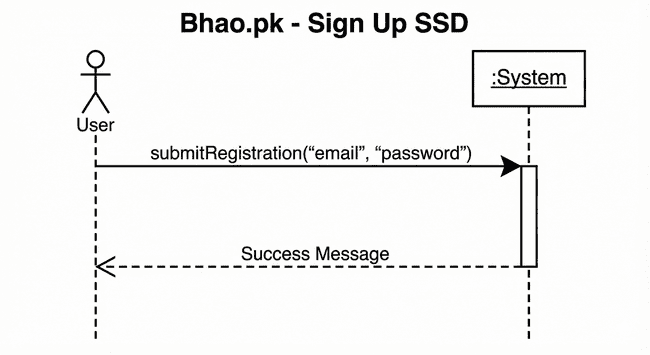 Bhao.pk - Sign Up SSD
:System
User
submitRegistration(“email”, “password”)
Success Message